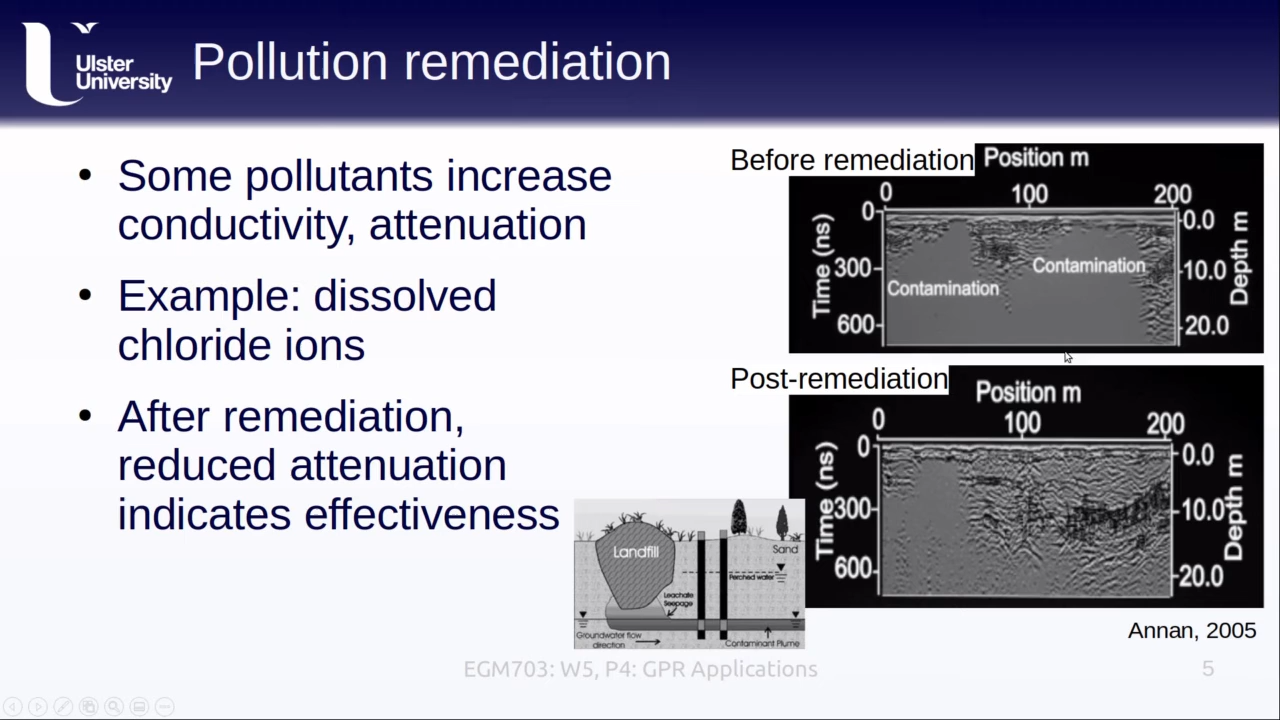 Ulster
University
Pollution remediation
• Some pollutants increase
conductivity, attenuation
• Example: dissolved
chloride ions
• After remediation,
reduced attenuation
indicates effectiveness
Before remediation
Position m
0 100 200
Time (ns)
0
300
600
Contamination
Contamination
0.0
10.0
20.0
Depth m
Post-remediation
Position m
0 100 200
Time (ns)
0
300
600
0.0
10.0
20.0
Depth m
Landfill
Sand
Perched water
Leachate
Seepage
Groundwater flow
direction
Contaminant Plume
Annan, 2005
EGM703: W5, P4: GPR Applications
5